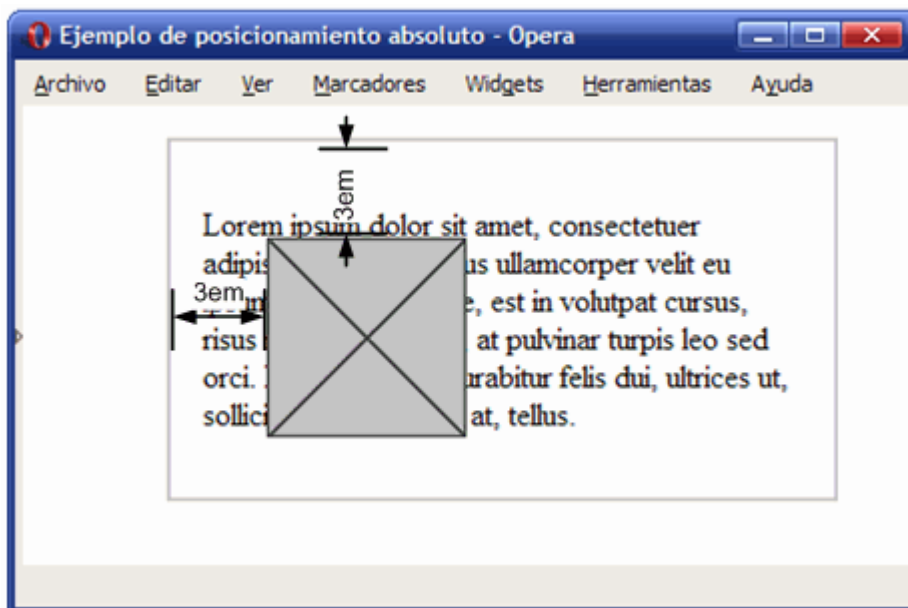 Ejemplo de posicionamiento absoluto - Opera
Archivo Editar Ver Marcadores Widgets Herramientas Ayuda
3em
Lorem ipsum dolor sit amet, consectetuer
adipis us ullamcorper velit eu
3em
e, est in volutpat cursus,
risus at pulvinar turpis leo sed
orci. urabitur felis dui, ultrices ut,
sollici at, tellus.